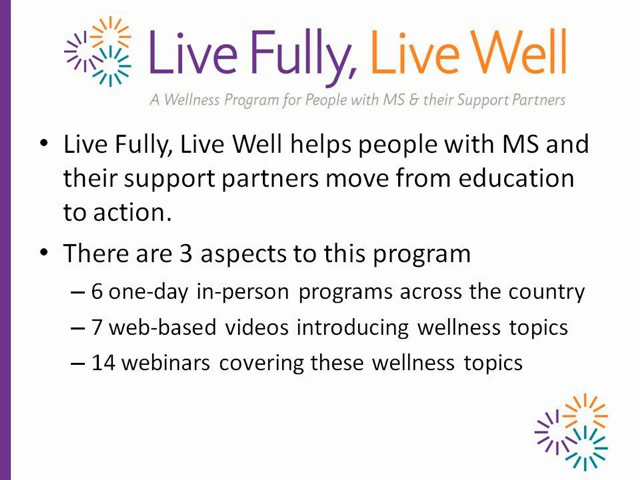 Live Fully, Live Well
A Wellness Program for People with MS & their Support Partners
• Live Fully, Live Well helps people with MS and
their support partners move from education
to action.
• There are 3 aspects to this program
– 6 one-day in-person programs across the country
– 7 web-based videos introducing wellness topics
– 14 webinars covering these wellness topics